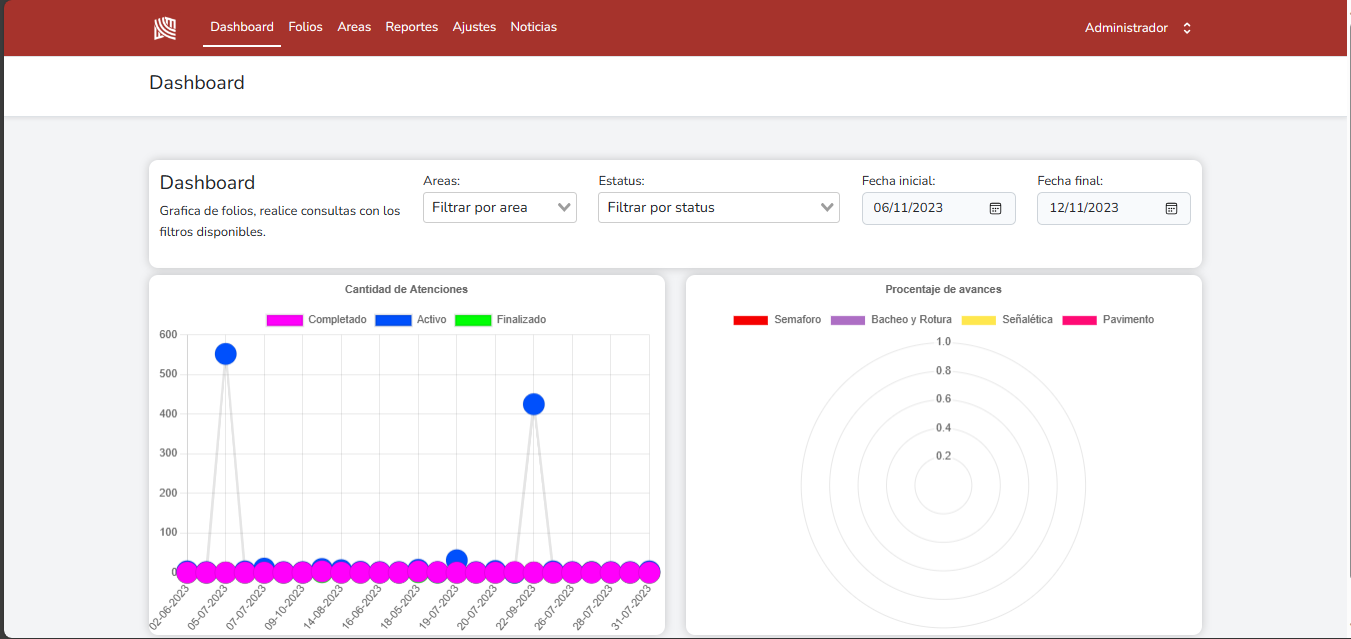 Dashboard Folios Areas Reportes Ajustes Noticias Administrador
Dashboard
Dashboard
Grafica de folios, realice consultas con los
filtros disponibles.
Areas:
Filtrar por area
Estatus:
Filtrar por status
Fecha inicial:
06/11/2023
Fecha final:
12/11/2023
Cantidad de Atenciones
Completado Activo Finalizado
600
500
400
300
200
100
0
02-06-2023 05-07-2023 07-07-2023 09-10-2023 14-08-2023 16-06-2023 18-05-2023 19-07-2023 20-07-2023 22-09-2023 26-07-2023 28-07-2023 31-07-2023
Procentaje de avances
Semaforo Bacheo y Rotura Señalética Pavimento
1.0
0.8
0.6
0.4
0.2